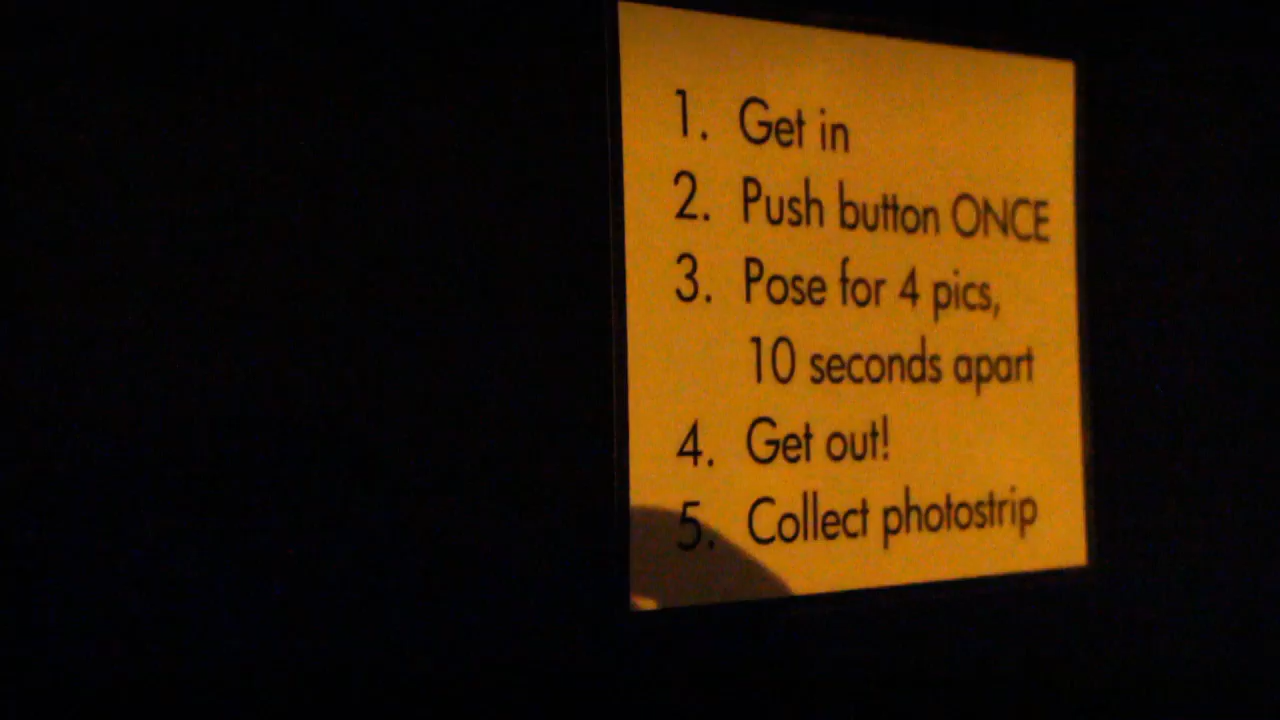 1. Get in
2. Push button ONCE
3. Pose for 4 pics,
10 seconds apart
4. Get out!
5. Collect photostrip